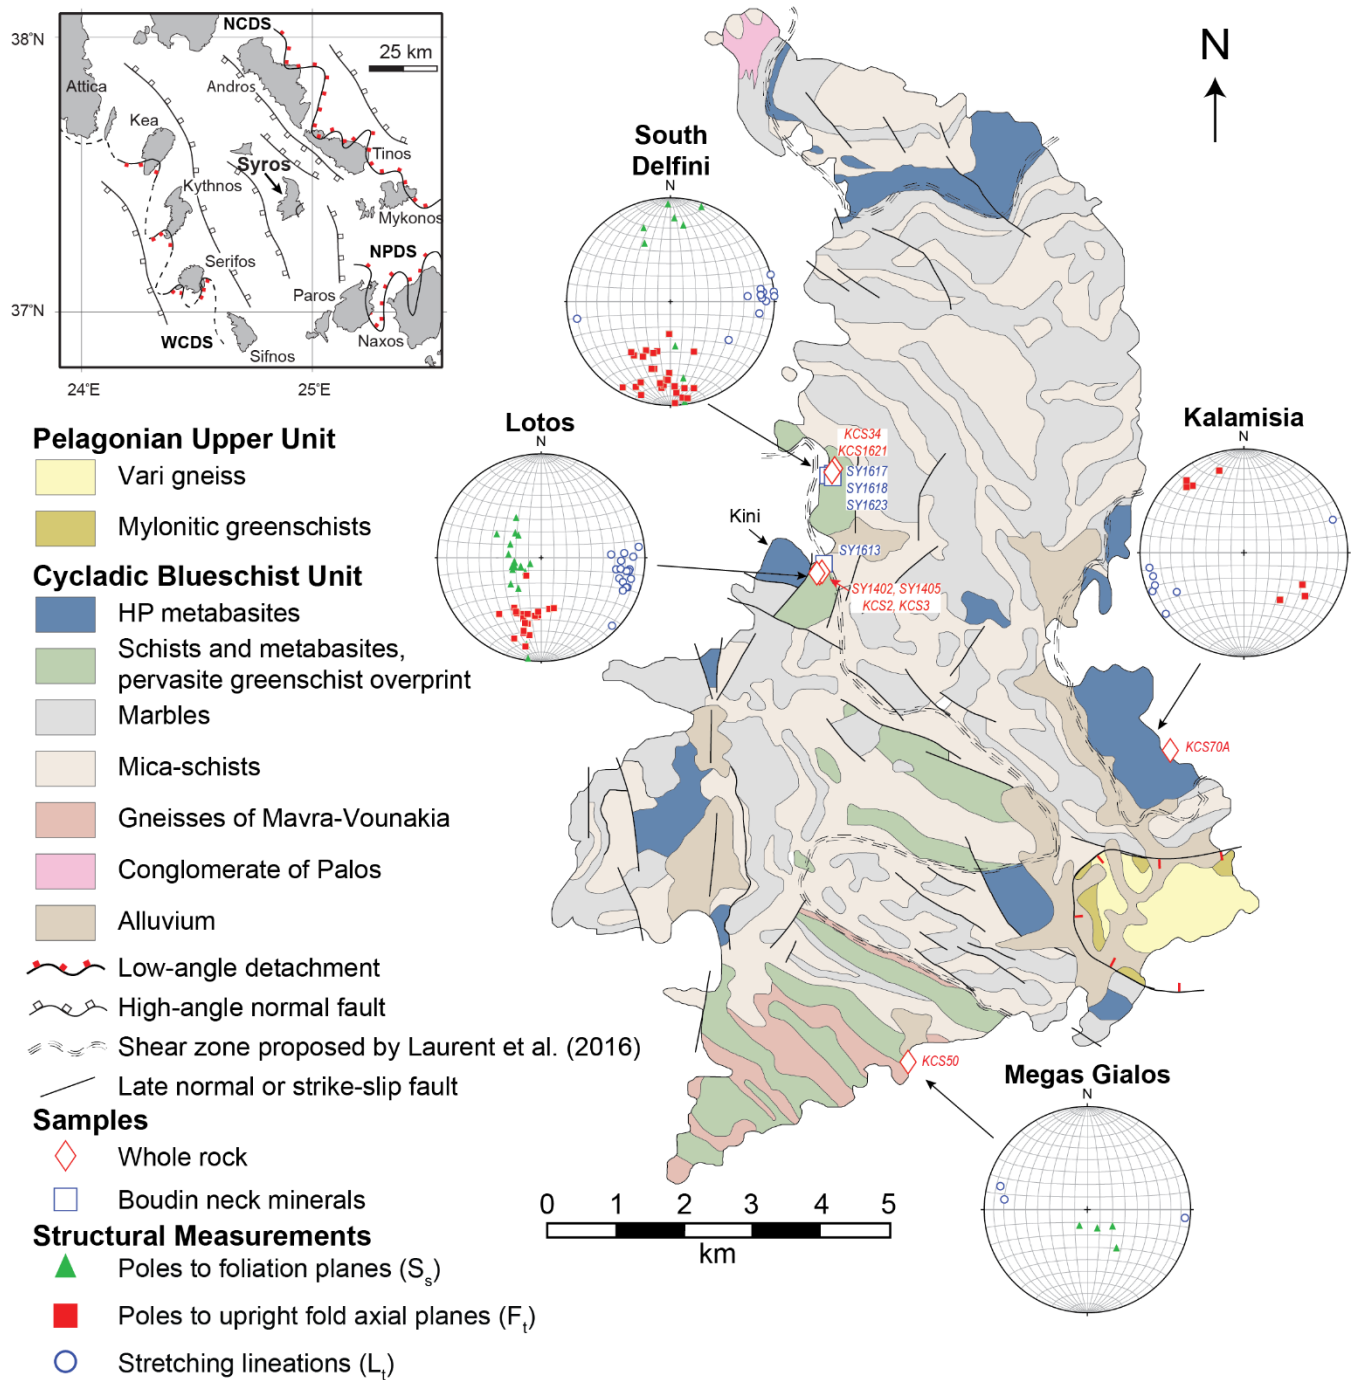 38°N
37°N
24°E
25°E
NCDS
25 km
Attica
Andros
Kea
Syros
Tinos
Kythnos
Mykonos
Serifos
NPDS
Paros
WCDS
Sifnos
Naxos
N
South
Delfini
N
Lotos
N
Kalamisia
N
Megas Gialos
N
KCS34
KCS1621
SY1617
SY1618
SY1623
Kini
SY1613
SY1402, SY1405
KCS2, KCS3
KCS70A
KCS50
Pelagonian Upper Unit
Vari gneiss
Mylonitic greenschists
Cycladic Blueschist Unit
HP metabasites
Schists and metabasites,
pervasite greenschist overprint
Marbles
Mica-schists
Gneisses of Mavra-Vounakia
Conglomerate of Palos
Alluvium
Low-angle detachment
High-angle normal fault
Shear zone proposed by Laurent et al. (2016)
Late normal or strike-slip fault
Samples
Whole rock
Boudin neck minerals
Structural Measurements
Poles to foliation planes (Ss)
Poles to upright fold axial planes (Ft)
Stretching lineations (Lt)
0 1 2 3 4 5
km